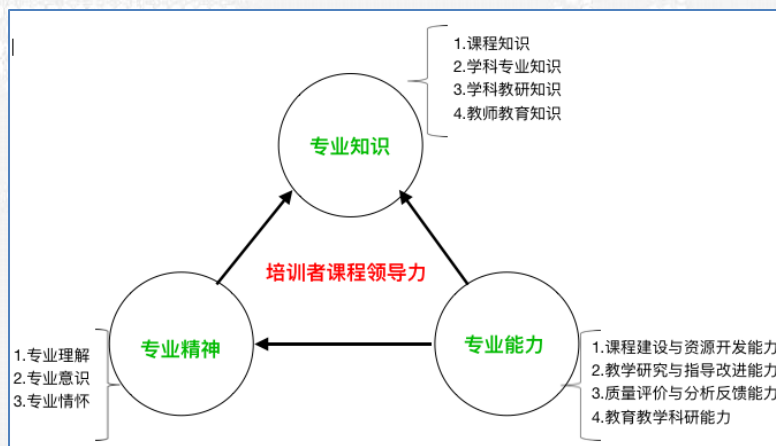 1.课程知识
2.学科专业知识
3.学科教研知识
4.教师教育知识
专业知识
培训者课程领导力
专业精神
1.专业理解
2.专业意识
3.专业情怀
专业能力
1.课程建设与资源开发能力
2.教学研究与指导改进能力
3.质量评价与分析反馈能力
4.教育教学科研能力